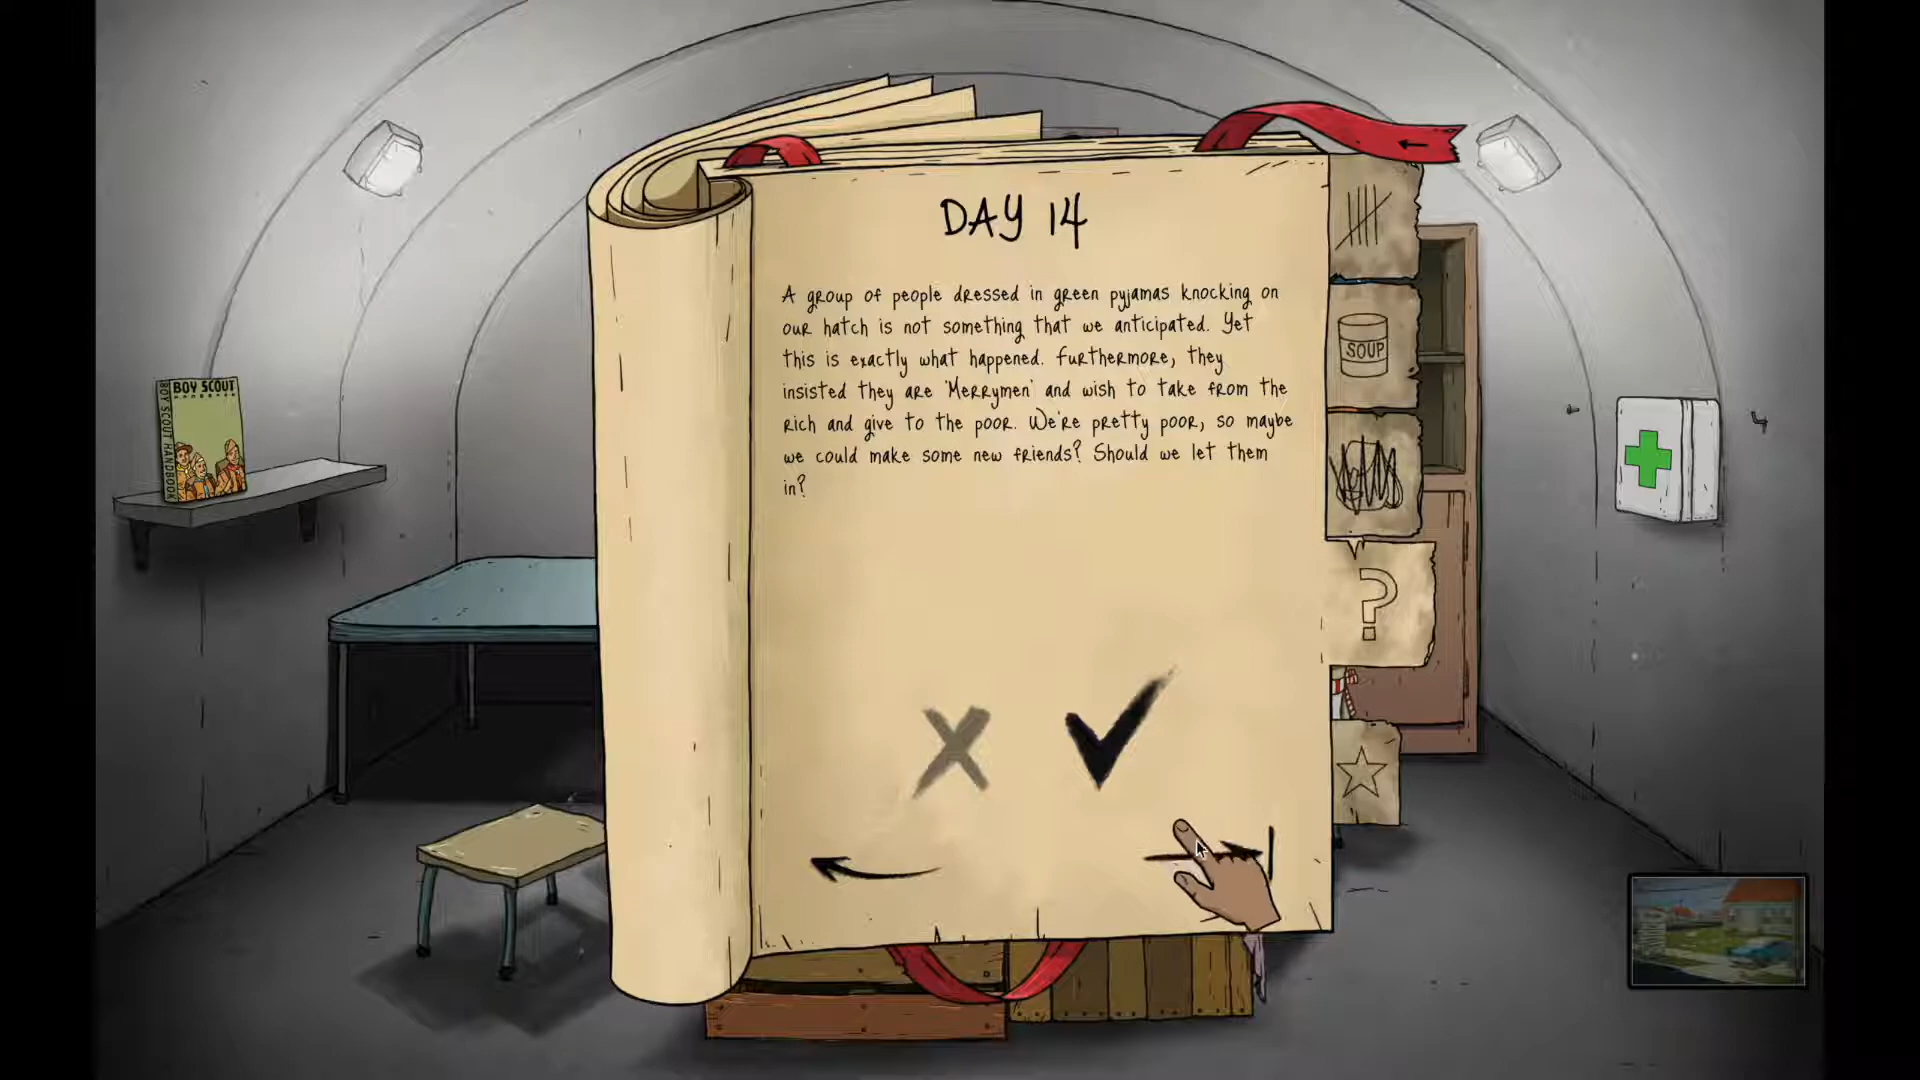 DAY 14
A group of people dressed in green pyjamas knocking on
our hatch is not something that we anticipated. Yet
this is exactly what happened. Furthermore, they
insisted they are 'Merrymen' and wish to take from the
rich and give to the poor. We're pretty poor, so maybe
we could make some new friends? Should we let them
in?
BOY SCOUT
BOY SCOUT HANDBOOK
SOUP
?